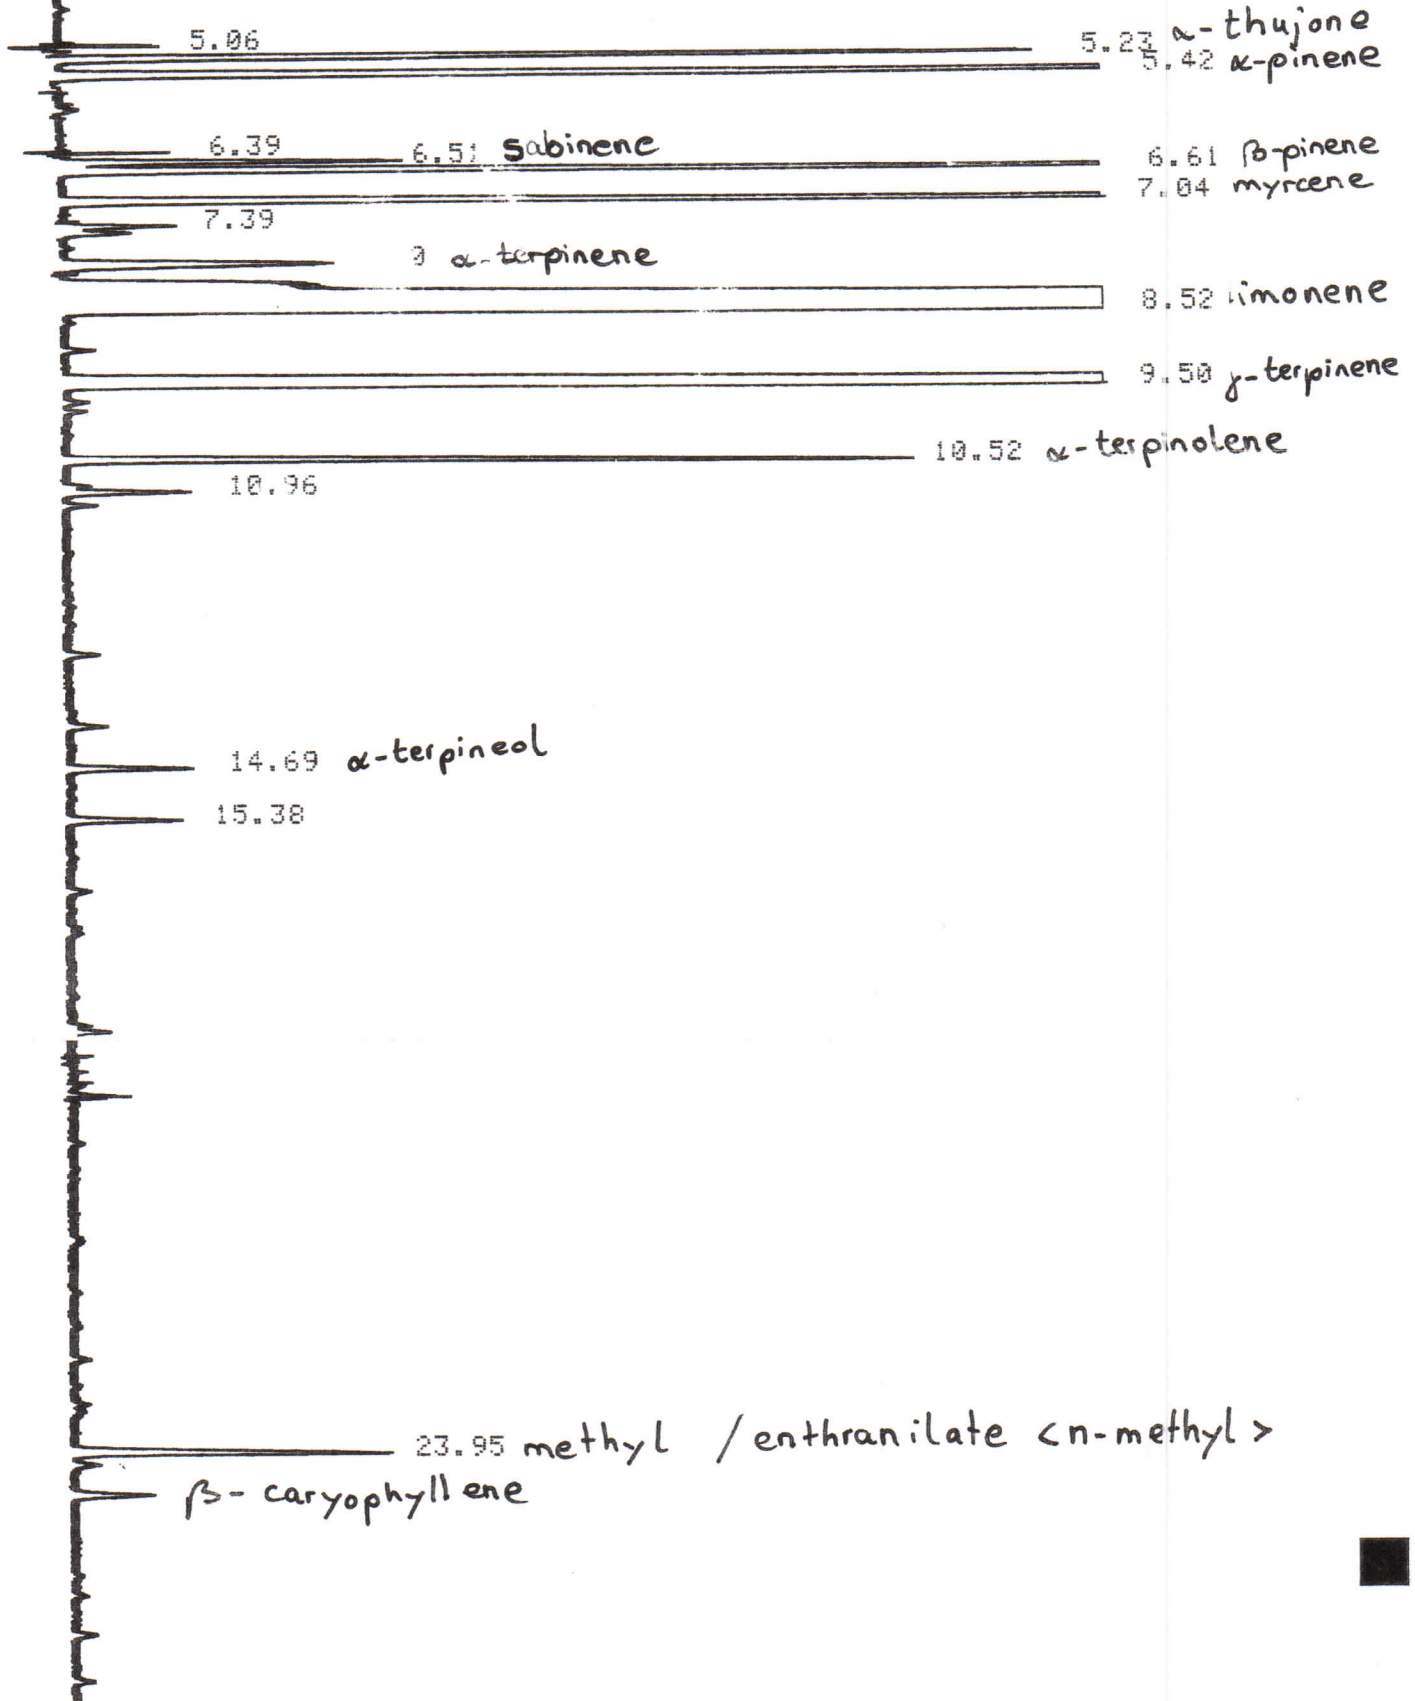 5.06 5.23 α-thujone
5.42 α-pinene
6.39
6.51 sabinene
6.61 β-pinene
7.04 myrcene
7.39
0 α-terpinene
8.52 limonene
9.50 γ-terpinene
10.52 α-terpinolene
10.96
14.69 α-terpineol
15.38
23.95 methyl /enthranilate <n-methyl>
β-caryophyllene